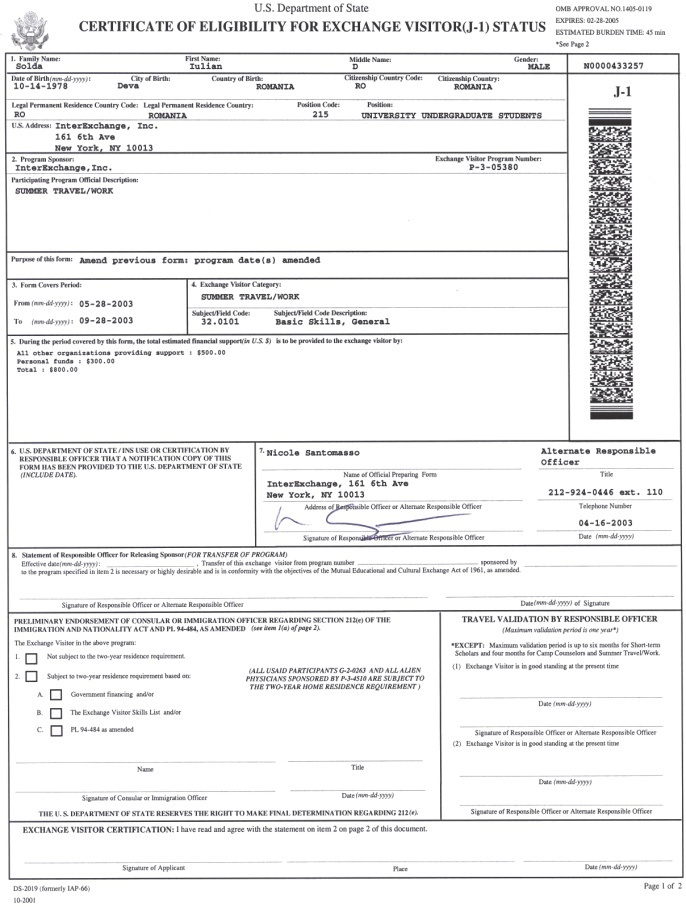 U.S. Department of State
OMB APPROVAL NO.1405-0119
EXPIRES: 02-28-2005
ESTIMATED BURDEN TIME: 45 min
*See Page 2
CERTIFICATE OF ELIGIBILITY FOR EXCHANGE VISITOR(J-1) STATUS
1. Family Name: First Name: Middle Name: Gender:
Solda Iulian D MALE N0000433257
Date of Birth(mm-dd-yyyy): City of Birth: Country of Birth: Citizenship Country Code: Citizenship Country:
10-14-1978 Deva ROMANIA RO ROMANIA
J-1
Legal Permanent Residence Country Code: Legal Permanent Residence Country: Position Code: Position:
RO ROMANIA 215 UNIVERSITY UNDERGRADUATE STUDENTS
U.S. Address: InterExchange, Inc.
161 6th Ave
New York, NY 10013
2. Program Sponsor: Exchange Visitor Program Number:
InterExchange,Inc. P-3-05380
Participating Program Official Description:
SUMMER TRAVEL/WORK
Purpose of this form: Amend previous form: program date(s) amended
3. Form Covers Period:
From (mm-dd-yyyy): 05-28-2003
To (mm-dd-yyyy): 09-28-2003
4. Exchange Visitor Category:
SUMMER TRAVEL/WORK
Subject/Field Code: Subject/Field Code Description:
32.0101 Basic Skills, General
5. During the period covered by this form, the total estimated financial support(in U.S. $) is to be provided to the exchange visitor by:
All other organizations providing support : $500.00
Personal funds : $300.00
Total : $800.00
6. U.S. DEPARTMENT OF STATE / INS USE OR CERTIFICATION BY
RESPONSIBLE OFFICER THAT A NOTIFICATION COPY OF THIS
FORM HAS BEEN PROVIDED TO THE U.S. DEPARTMENT OF STATE
(INCLUDE DATE).
7. Nicole Santomasso
Name of Official Preparing Form
InterExchange, 161 6th Ave
New York, NY 10013
Address of Responsible Officer or Alternate Responsible Officer
Signature of Responsible Officer or Alternate Responsible Officer
Alternate Responsible
Officer
Title
212-924-0446 ext. 110
Telephone Number
04-16-2003
Date (mm-dd-yyyy)
8. Statement of Responsible Officer for Releasing Sponsor(FOR TRANSFER OF PROGRAM)
Effective date(mm-dd-yyyy): , Transfer of this exchange visitor from program number sponsored by
to the program specified in item 2 is necessary or highly desirable and is in conformity with the objectives of the Mutual Educational and Cultural Exchange Act of 1961, as amended.
Signature of Responsible Officer or Alternate Responsible Officer Date(mm-dd-yyyy) of Signature
PRELIMINARY ENDORSEMENT OF CONSULAR OR IMMIGRATION OFFICER REGARDING SECTION 212(e) OF THE
IMMIGRATION AND NATIONALITY ACT AND PL 94-484, AS AMENDED (see item 1(a) of page 2).
The Exchange Visitor in the above program:
1. Not subject to the two-year residence requirement.
2. Subject to two-year residence requirement based on:
A. Government financing and/or
B. The Exchange Visitor Skills List and/or
C. PL 94-484 as amended
(ALL USAID PARTICIPANTS G-2-0263 AND ALL ALIEN
PHYSICIANS SPONSORED BY P-3-4510 ARE SUBJECT TO
THE TWO-YEAR HOME RESIDENCE REQUIREMENT )
Name Title
Signature of Consular or Immigration Officer Date (mm-dd-yyyy)
THE U. S. DEPARTMENT OF STATE RESERVES THE RIGHT TO MAKE FINAL DETERMINATION REGARDING 212(e).
TRAVEL VALIDATION BY RESPONSIBLE OFFICER
(Maximum validation period is one year*)
*EXCEPT: Maximum validation period is up to six months for Short-term
Scholars and four months for Camp Counselors and Summer Travel/Work.
(1) Exchange Visitor is in good standing at the present time
Date (mm-dd-yyyy)
Signature of Responsible Officer or Alternate Responsible Officer
(2) Exchange Visitor is in good standing at the present time
Date (mm-dd-yyyy)
Signature of Responsible Officer or Alternate Responsible Officer
EXCHANGE VISITOR CERTIFICATION: I have read and agree with the statement on item 2 on page 2 of this document.
Signature of Applicant Place Date (mm-dd-yyyy)
DS-2019 (formerly IAP-66)
10-2001
Page 1 of 2